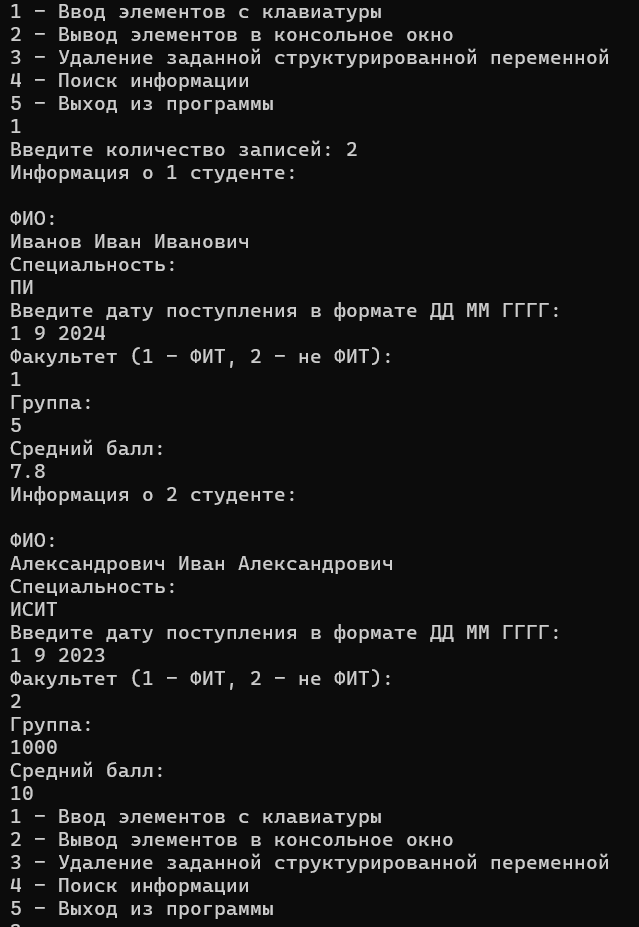 1 - Ввод элементов с клавиатуры
2 - Вывод элементов в консольное окно
3 - Удаление заданной структурированной переменной
4 - Поиск информации
5 - Выход из программы
1
Введите количество записей: 2
Информация о 1 студенте:
ФИО:
Иванов Иван Иванович
Специальность:
ПИ
Введите дату поступления в формате ДД ММ ГГГГ:
1 9 2024
Факультет (1 - ФИТ, 2 - не ФИТ):
1
Группа:
5
Средний балл:
7.8
Информация о 2 студенте:
ФИО:
Александрович Иван Александрович
Специальность:
ИСИТ
Введите дату поступления в формате ДД ММ ГГГГ:
1 9 2023
Факультет (1 - ФИТ, 2 - не ФИТ):
2
Группа:
1000
Средний балл:
10
1 - Ввод элементов с клавиатуры
2 - Вывод элементов в консольное окно
3 - Удаление заданной структурированной переменной
4 - Поиск информации
5 - Выход из программы